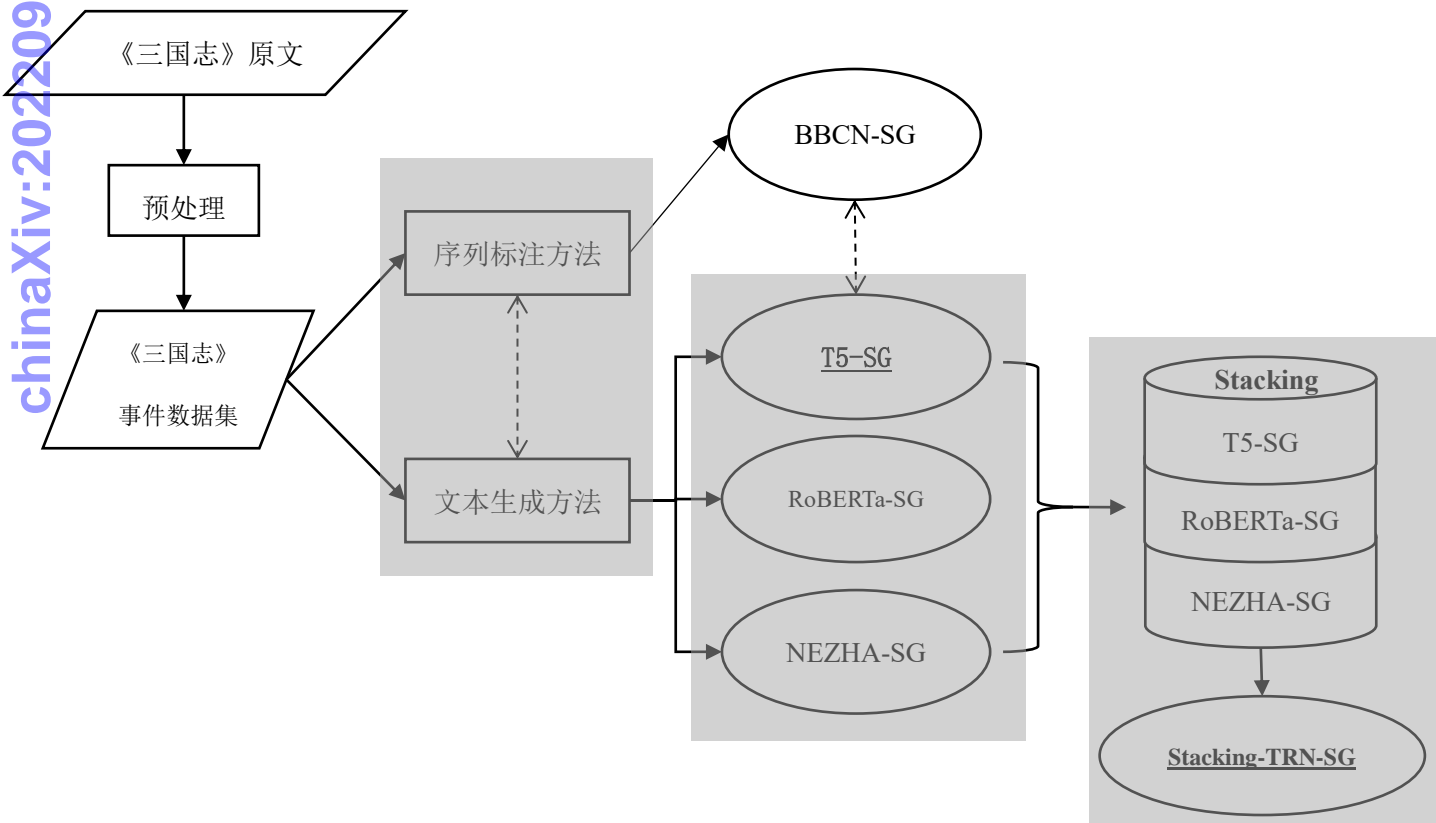 chinaXiv:202209
《三国志》原文
预处理
《三国志》
事件数据集
序列标注方法
文本生成方法
BBCN-SG
T5-SG
RoBERTa-SG
NEZHA-SG
Stacking
T5-SG
RoBERTa-SG
NEZHA-SG
Stacking-TRN-SG